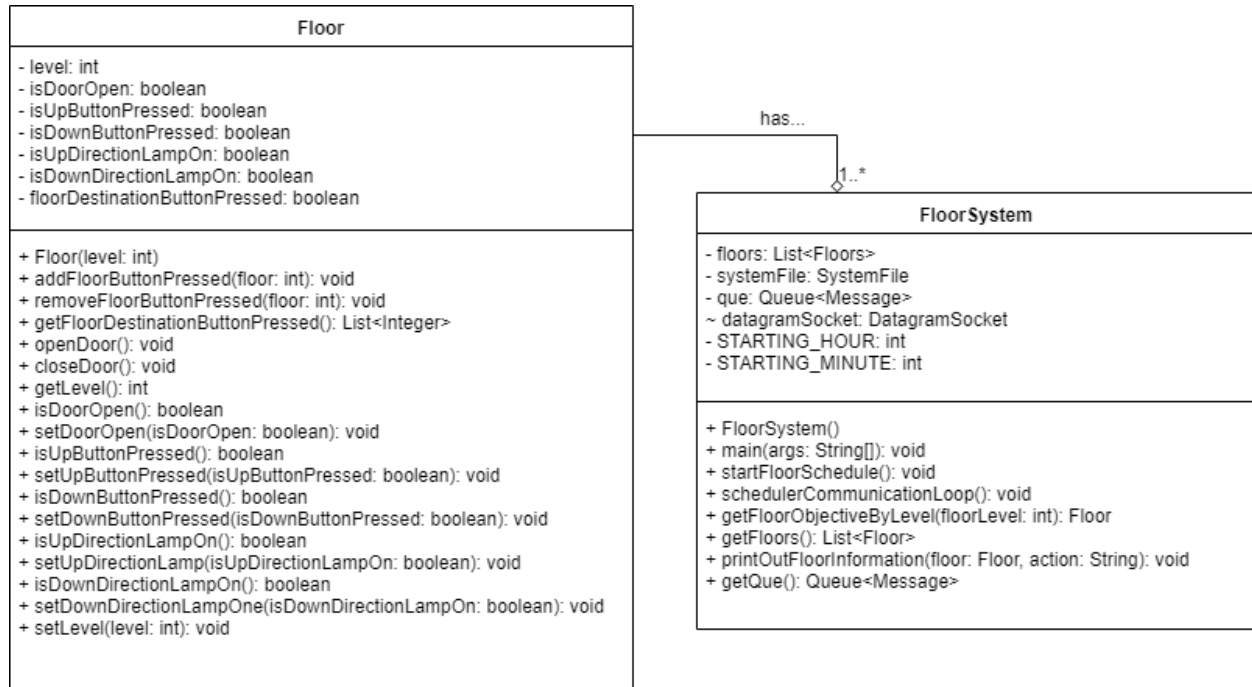 Floor
- level: int
- isDoorOpen: boolean
- isUpButtonPressed: boolean
- isDownButtonPressed: boolean
- isUpDirectionLampOn: boolean
- isDownDirectionLampOn: boolean
- floorDestinationButtonPressed: boolean
+ Floor(level: int)
+ addFloorButtonPressed(floor: int): void
+ removeFloorButtonPressed(floor: int): void
+ getFloorDestinationButtonPressed(): List<Integer>
+ openDoor(): void
+ closeDoor(): void
+ getLevel(): int
+ isDoorOpen(): boolean
+ setDoorOpen(isDoorOpen: boolean): void
+ isUpButtonPressed(): boolean
+ setUpButtonPressed(isUpButtonPressed: boolean): void
+ isDownButtonPressed(): boolean
+ setDownButtonPressed(isDownButtonPressed: boolean): void
+ isUpDirectionLampOn(): boolean
+ setUpDirectionLamp(isUpDirectionLampOn: boolean): void
+ isDownDirectionLampOn(): boolean
+ setDownDirectionLampOne(isDownDirectionLampOn: boolean): void
+ setLevel(level: int): void
has...
1..*
FloorSystem
- floors: List<Floors>
- systemFile: SystemFile
- que: Queue<Message>
~ datagramSocket: DatagramSocket
- STARTING_HOUR: int
- STARTING_MINUTE: int
+ FloorSystem()
+ main(args: String[]): void
+ startFloorSchedule(): void
+ schedulerCommunicationLoop(): void
+ getFloorObjectiveByLevel(floorLevel: int): Floor
+ getFloors(): List<Floor>
+ printOutFloorInformation(floor: Floor, action: String): void
+ getQue(): Queue<Message>